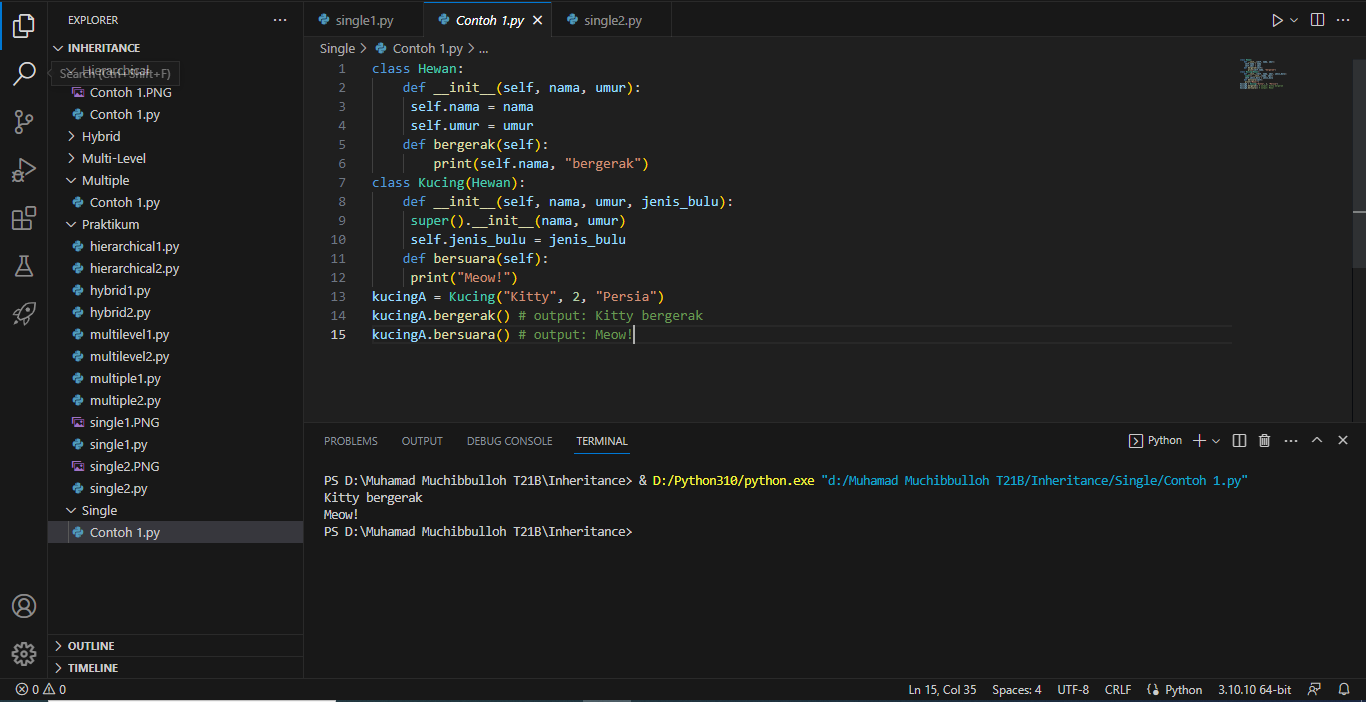 EXPLORER
INHERITANCE
Hierarchical
Search (Ctrl+Shift+F)
Contoh 1.PNG
Contoh 1.py
Hybrid
Multi-Level
Multiple
Contoh 1.py
Praktikum
hierarchical1.py
hierarchical2.py
hybrid1.py
hybrid2.py
multilevel1.py
multilevel2.py
multiple1.py
multiple2.py
single1.PNG
single1.py
single2.PNG
single2.py
Single
Contoh 1.py
OUTLINE
TIMELINE
single1.py Contoh 1.py single2.py
Single > Contoh 1.py > ...
1 class Hewan:
2 def __init__(self, nama, umur):
3 self.nama = nama
4 self.umur = umur
5 def bergerak(self):
6 print(self.nama, "bergerak")
7 class Kucing(Hewan):
8 def __init__(self, nama, umur, jenis_bulu):
9 super().__init__(nama, umur)
10 self.jenis_bulu = jenis_bulu
11 def bersuara(self):
12 print("Meow!")
13 kucingA = Kucing("Kitty", 2, "Persia")
14 kucingA.bergerak() # output: Kitty bergerak
15 kucingA.bersuara() # output: Meow!
PROBLEMS OUTPUT DEBUG CONSOLE TERMINAL Python
PS D:\Muhamad Muchibbulloh T21B\Inheritance> & D:/Python310/python.exe "d:/Muhamad Muchibbulloh T21B/Inheritance/Single/Contoh 1.py"
Kitty bergerak
Meow!
PS D:\Muhamad Muchibbulloh T21B\Inheritance>
0 0 Ln 15, Col 35 Spaces: 4 UTF-8 CRLF Python 3.10.10 64-bit